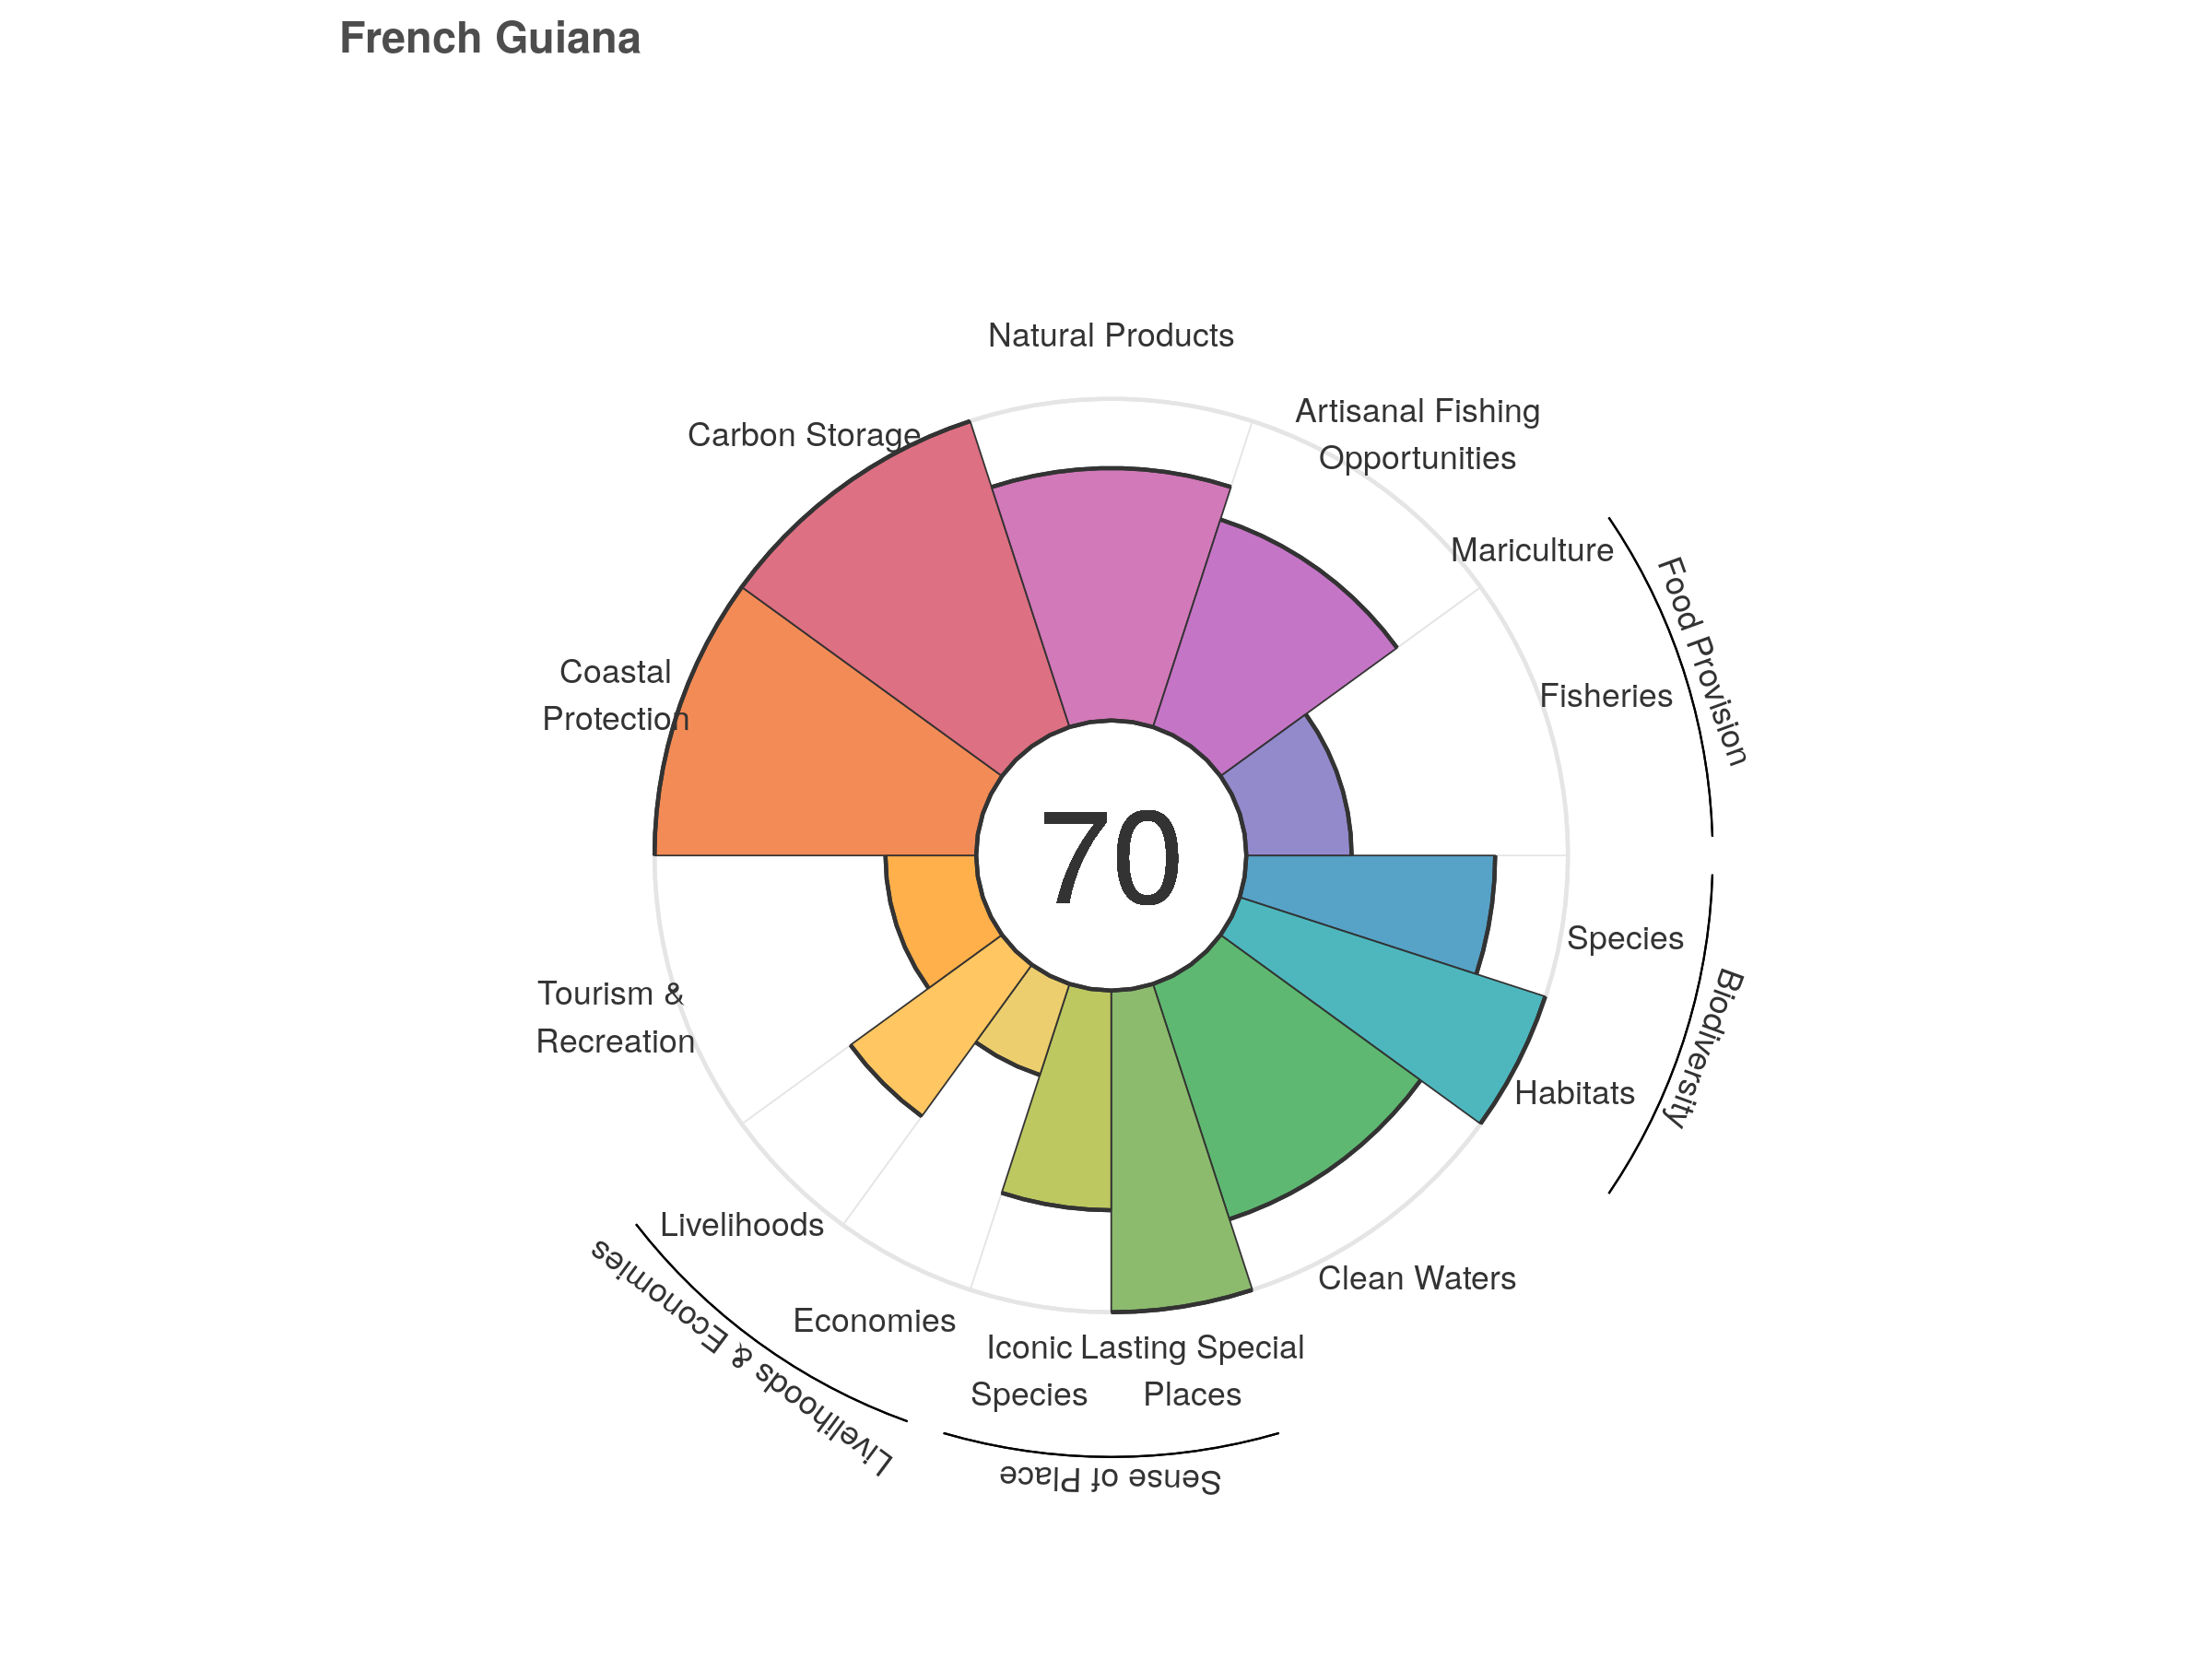 French Guiana
Natural Products
Artisanal Fishing
Opportunities
Carbon Storage
Mariculture
Food Provision
Fisheries
Coastal
Protection
70
Species
Biodiversity
Habitats
Tourism &
Recreation
Livelihoods
Livelihoods & Economies
Clean Waters
Economies
Iconic
Species
Lasting Special
Places
Sense of Place